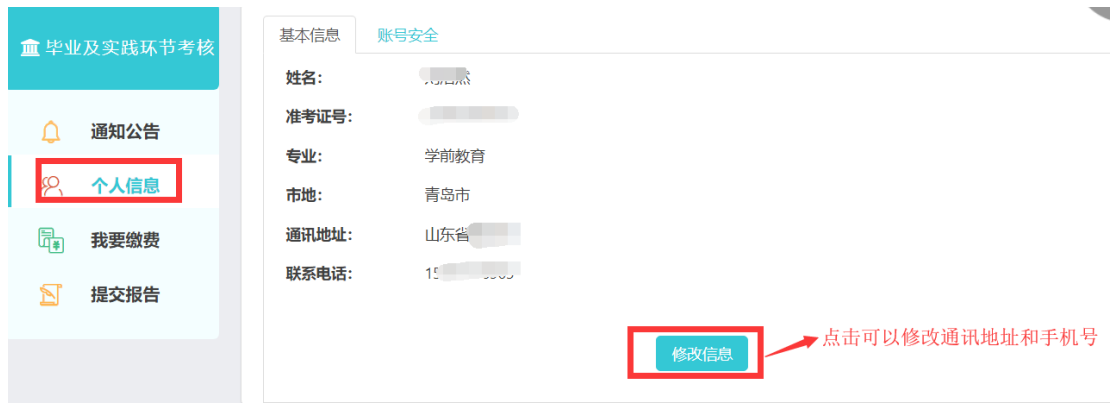 毕业及实践环节考核
通知公告
个人信息
我要缴费
提交报告
基本信息 账号安全
姓名：
准考证号：
专业： 学前教育
市地： 青岛市
通讯地址： 山东省
联系电话： 15
修改信息
点击可以修改通讯地址和手机号